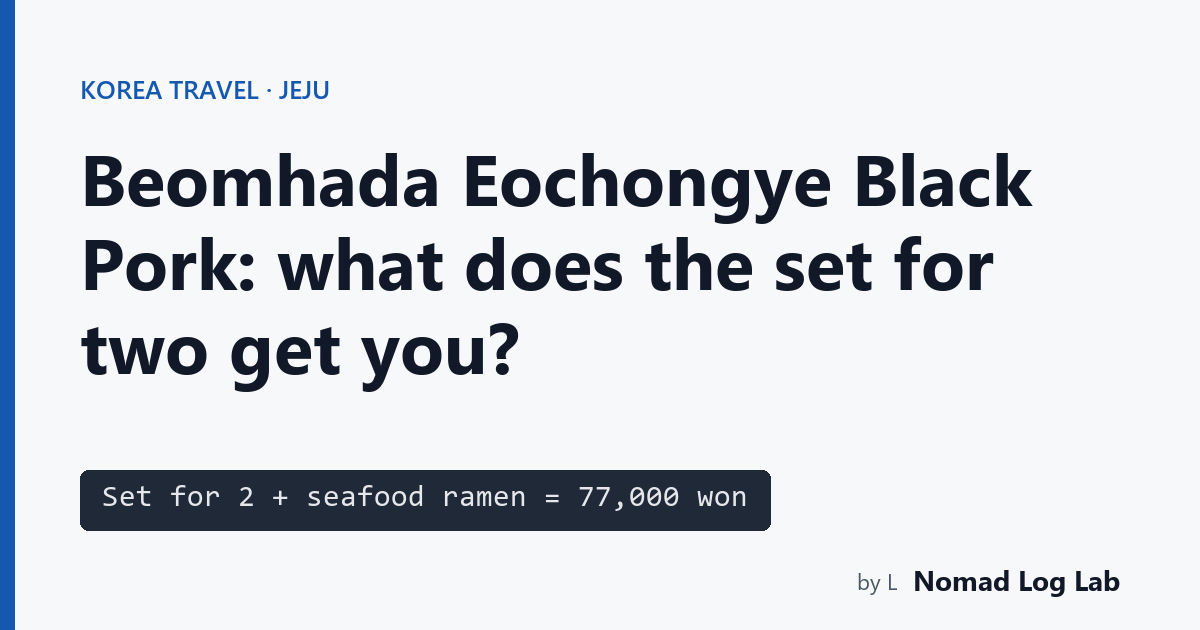 KOREA TRAVEL · JEJU
Beomhada Eochongye Black
Pork: what does the set for
two get you?
Set for 2 + seafood ramen = 77,000 won
by L Nomad Log Lab